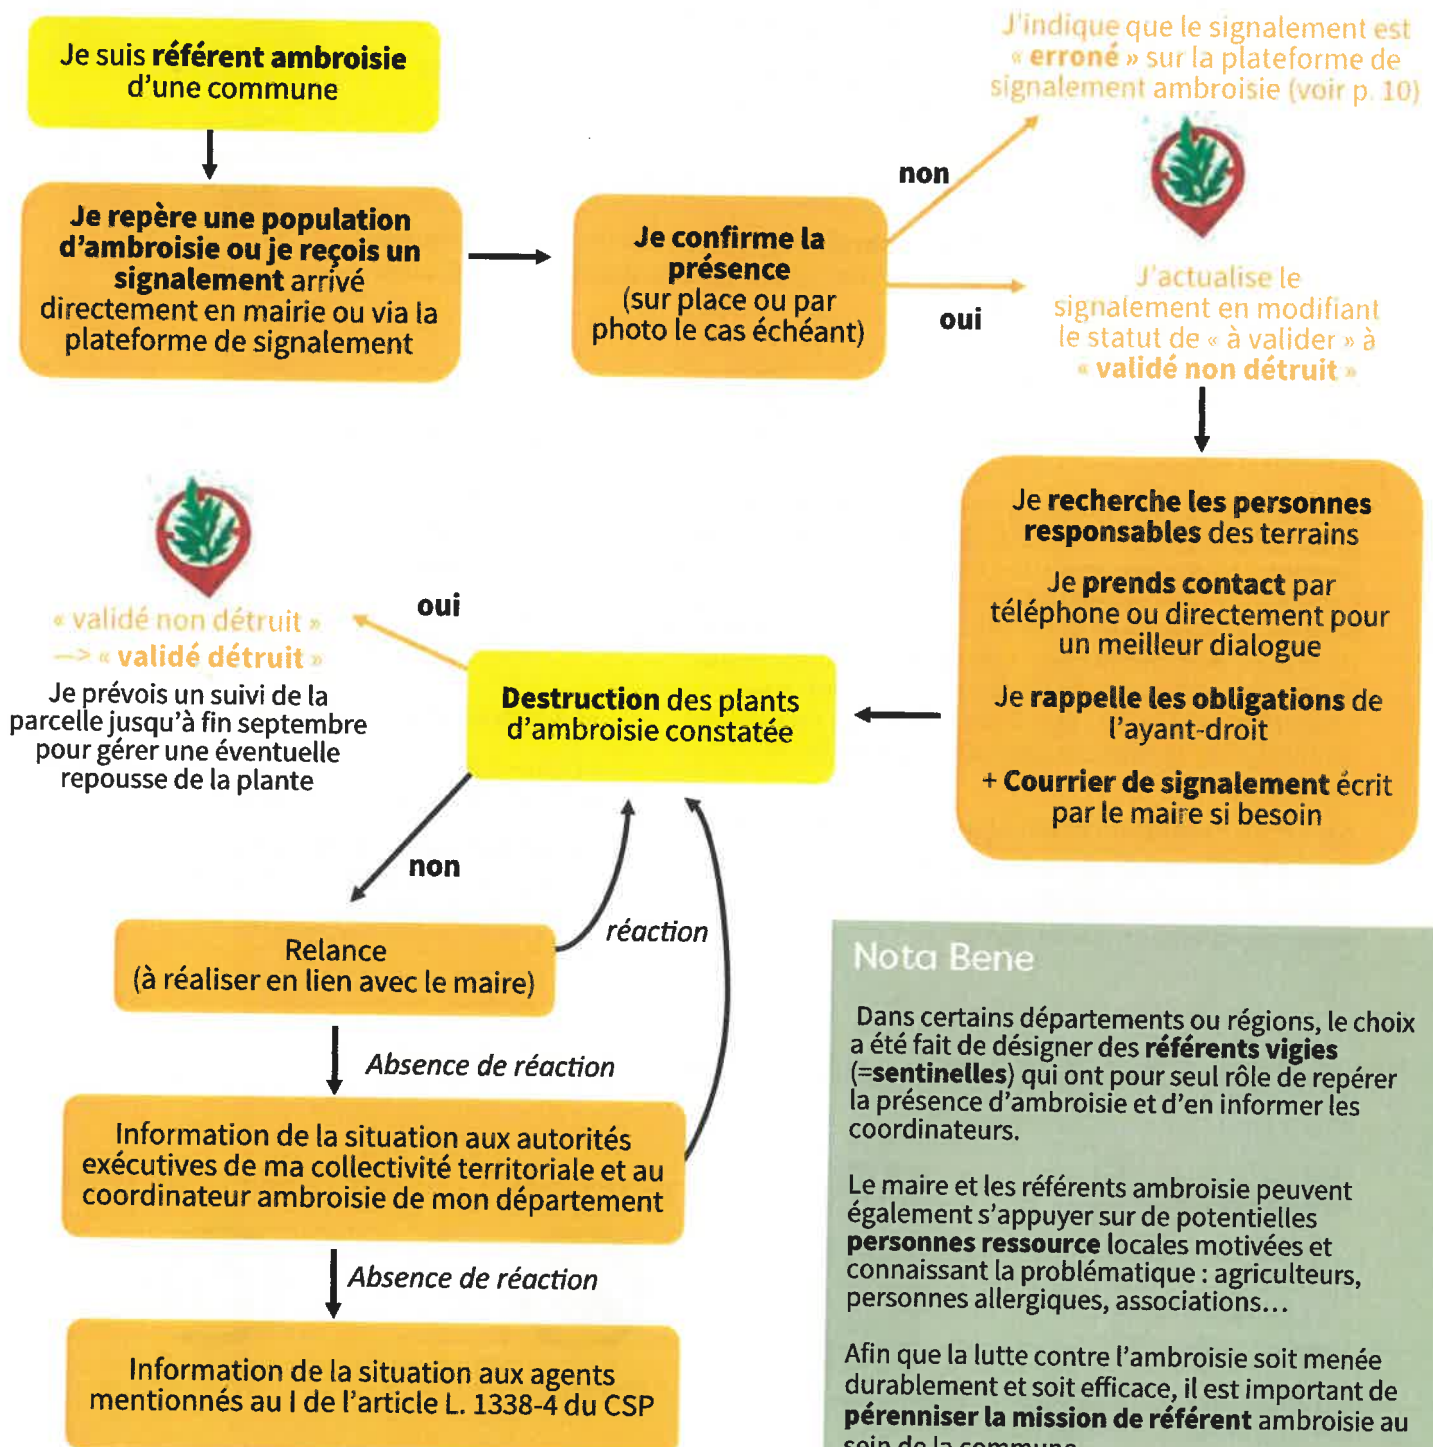 Je suis référent ambroisie
d'une commune
J'indique que le signalement est
« erroné » sur la plateforme de
signalement ambroisie (voir p. 10)
Je repère une population
d'ambroisie ou je reçois un
signalement arrivé
directement en mairie ou via la
plateforme de signalement
Je confirme la
présence
(sur place ou par
photo le cas échéant)
non
oui
J'actualise le
signalement en modifiant
le statut de « à valider » à
« validé non détruit »
Je recherche les personnes
responsables des terrains
Je prends contact par
téléphone ou directement pour
un meilleur dialogue
Je rappelle les obligations de
l'ayant-droit
+ Courrier de signalement écrit
par le maire si besoin
Destruction des plants
d'ambroisie constatée
oui
« validé non détruit »
—> « validé détruit »
Je prévois un suivi de la
parcelle jusqu'à fin septembre
pour gérer une éventuelle
repousse de la plante
non
Relance
(à réaliser en lien avec le maire)
réaction
Absence de réaction
Information de la situation aux autorités
exécutives de ma collectivité territoriale et au
coordinateur ambroisie de mon département
Absence de réaction
Information de la situation aux agents
mentionnés au I de l'article L. 1338-4 du CSP
Nota Bene
Dans certains départements ou régions, le choix
a été fait de désigner des référents vigies
(=sentinelles) qui ont pour seul rôle de repérer
la présence d'ambroisie et d'en informer les
coordinateurs.
Le maire et les référents ambroisie peuvent
également s'appuyer sur de potentielles
personnes ressource locales motivées et
connaissant la problématique : agriculteurs,
personnes allergiques, associations...
Afin que la lutte contre l'ambroisie soit menée
durablement et soit efficace, il est important de
pérenniser la mission de référent ambroisie au
sein de la commune